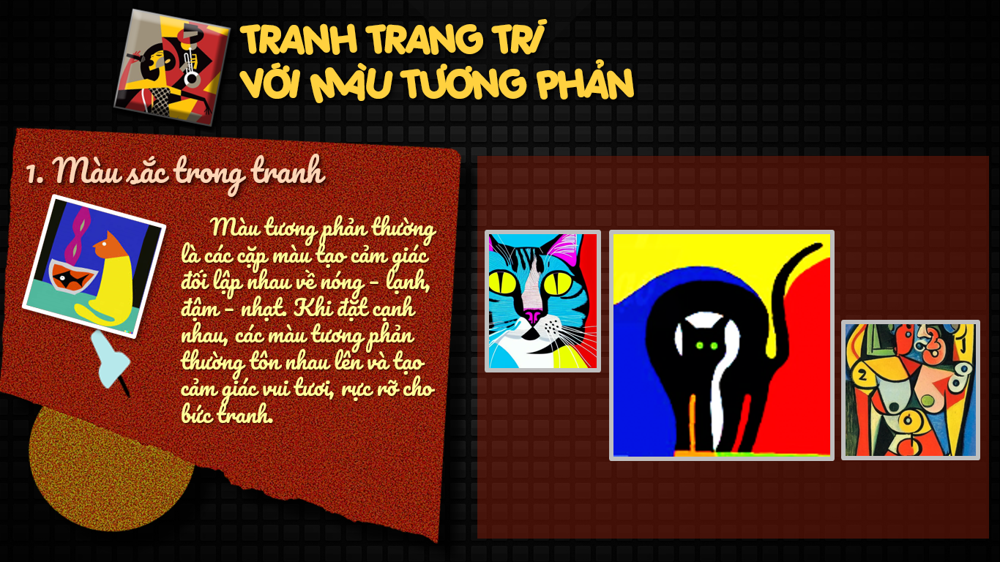 TRANH TRANG TRÍ
VỚI MÀU TƯƠNG PHẢN
1. Màu sắc trong tranh
Màu tương phản thường
là các cặp màu tạo cảm giác
đối lập nhau về nóng – lạnh,
đậm – nhạt. Khi đặt cạnh
nhau, các màu tương phản
thường tôn nhau lên và tạo
cảm giác vui tươi, rực rỡ cho
bức tranh.